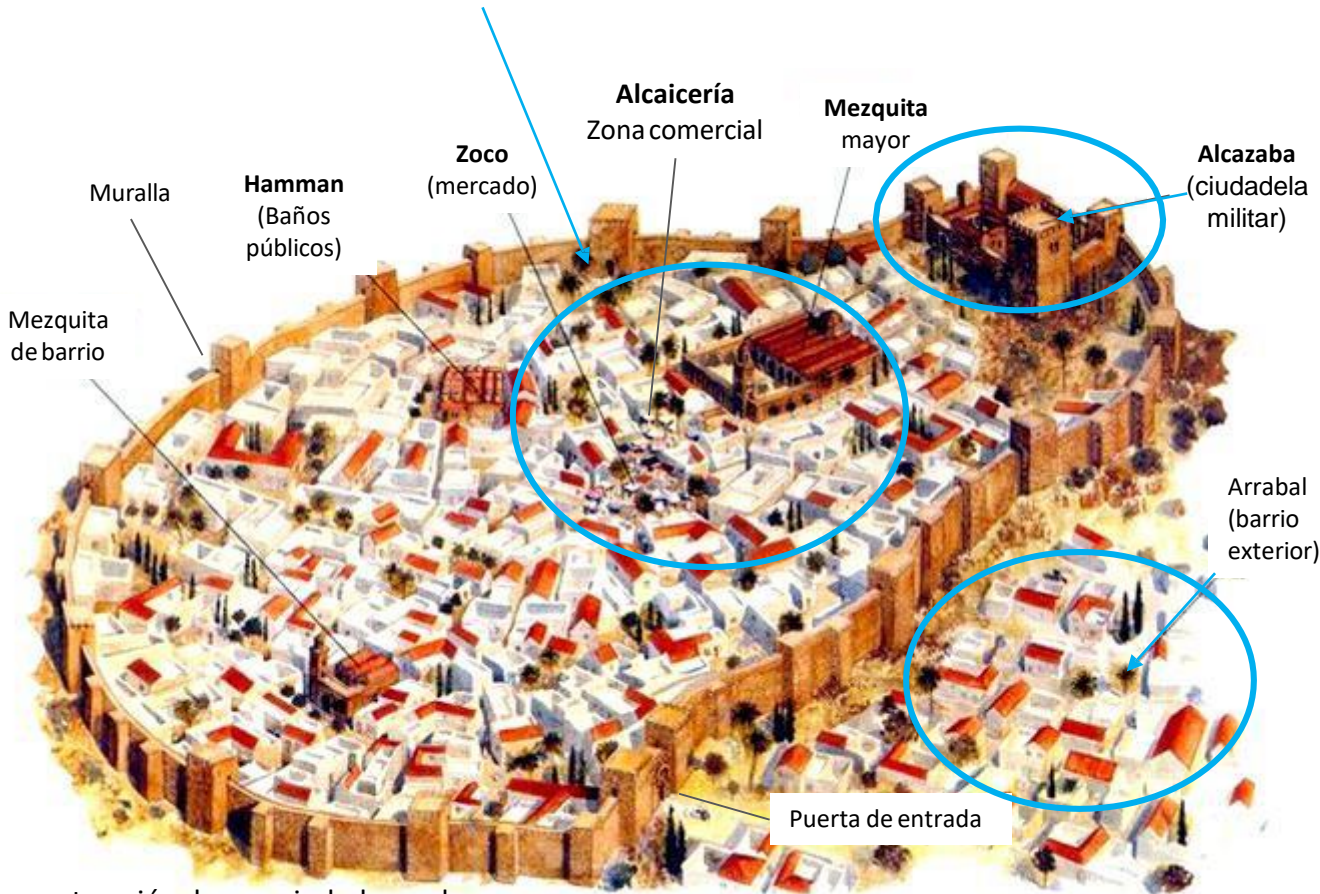 Alcaicería
Zona comercial
Mezquita
mayor
Zoco
(mercado)
Alcazaba
(ciudadela
militar)
Hamman
(Baños
públicos)
Muralla
Mezquita
de barrio
Arrabal
(barrio
exterior)
Puerta de entrada